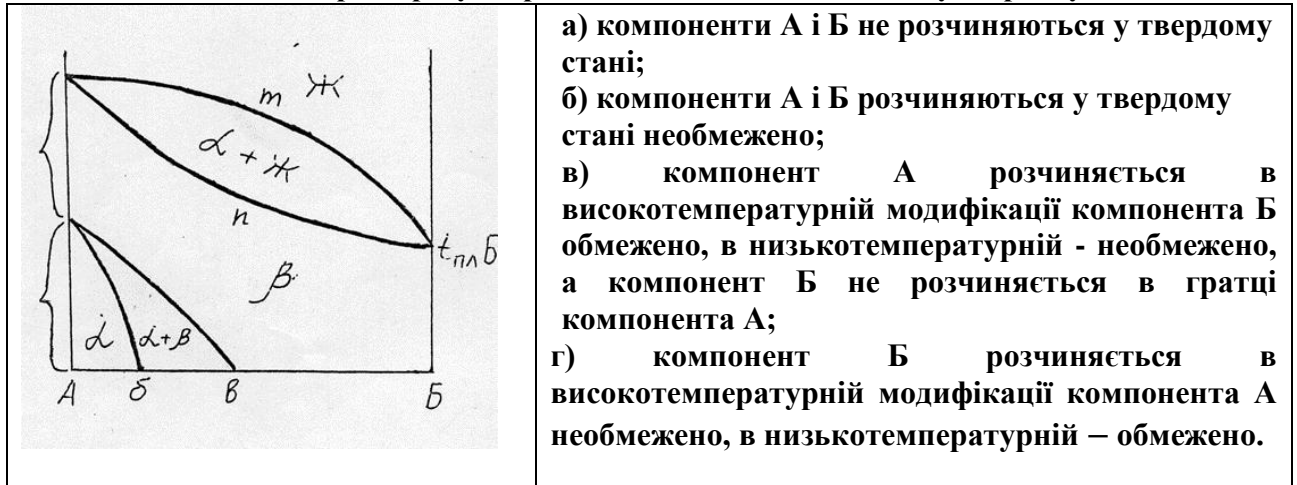 Ж
m
α + Ж
n
t пл Б
β
α
α+β
А
б
в
Б
а) компоненти А і Б не розчиняються у твердому
стані;
б) компоненти А і Б розчиняються у твердому
стані необмежено;
в) компонент А розчиняється в
високотемпературній модифікації компонента Б
обмежено, в низькотемпературній - необмежено,
а компонент Б не розчиняється в гратці
компонента А;
г) компонент Б розчиняється в
високотемпературній модифікації компонента А
необмежено, в низькотемпературній – обмежено.